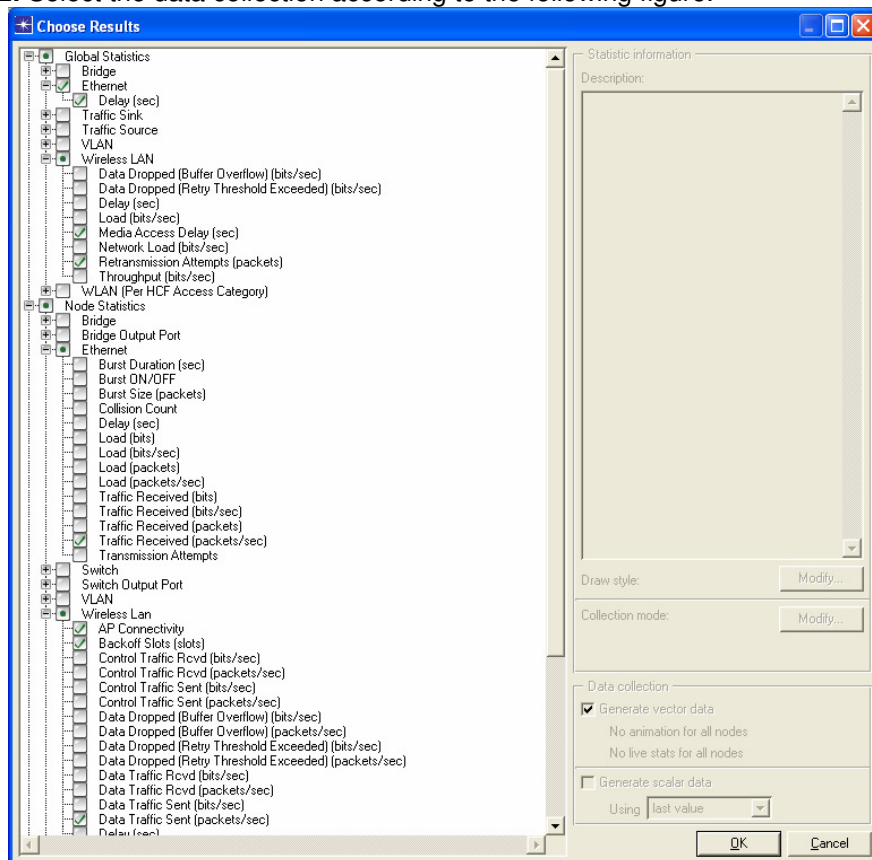 2. Select the data collection according to the following figure.
Choose Results
Global Statistics
Bridge
Ethernet
Delay (sec)
Traffic Sink
Traffic Source
VLAN
Wireless LAN
Data Dropped (Buffer Overflow) (bits/sec)
Data Dropped (Retry Threshold Exceeded) (bits/sec)
Delay (sec)
Load (bits/sec)
Media Access Delay (sec)
Network Load (bits/sec)
Retransmission Attempts (packets)
Throughput (bits/sec)
WLAN (Per HCF Access Category)
Node Statistics
Bridge
Bridge Output Port
Ethernet
Burst Duration (sec)
Burst ON/OFF
Burst Size (packets)
Collision Count
Delay (sec)
Load (bits)
Load (bits/sec)
Load (packets)
Load (packets/sec)
Traffic Received (bits)
Traffic Received (bits/sec)
Traffic Received (packets)
Traffic Received (packets/sec)
Transmission Attempts
Switch
Switch Output Port
VLAN
Wireless Lan
AP Connectivity
Backoff Slots (slots)
Control Traffic Rcvd (bits/sec)
Control Traffic Rcvd (packets/sec)
Control Traffic Sent (bits/sec)
Control Traffic Sent (packets/sec)
Data Dropped (Buffer Overflow) (bits/sec)
Data Dropped (Buffer Overflow) (packets/sec)
Data Dropped (Retry Threshold Exceeded) (bits/sec)
Data Dropped (Retry Threshold Exceeded) (packets/sec)
Data Traffic Rcvd (bits/sec)
Data Traffic Rcvd (packets/sec)
Data Traffic Sent (bits/sec)
Data Traffic Sent (packets/sec)
Delay (sec)
Statistic information
Description:
Draw style: Modify...
Collection mode: Modify...
Data collection
Generate vector data
No animation for all nodes
No live stats for all nodes
Generate scalar data
Using last value
OK Cancel